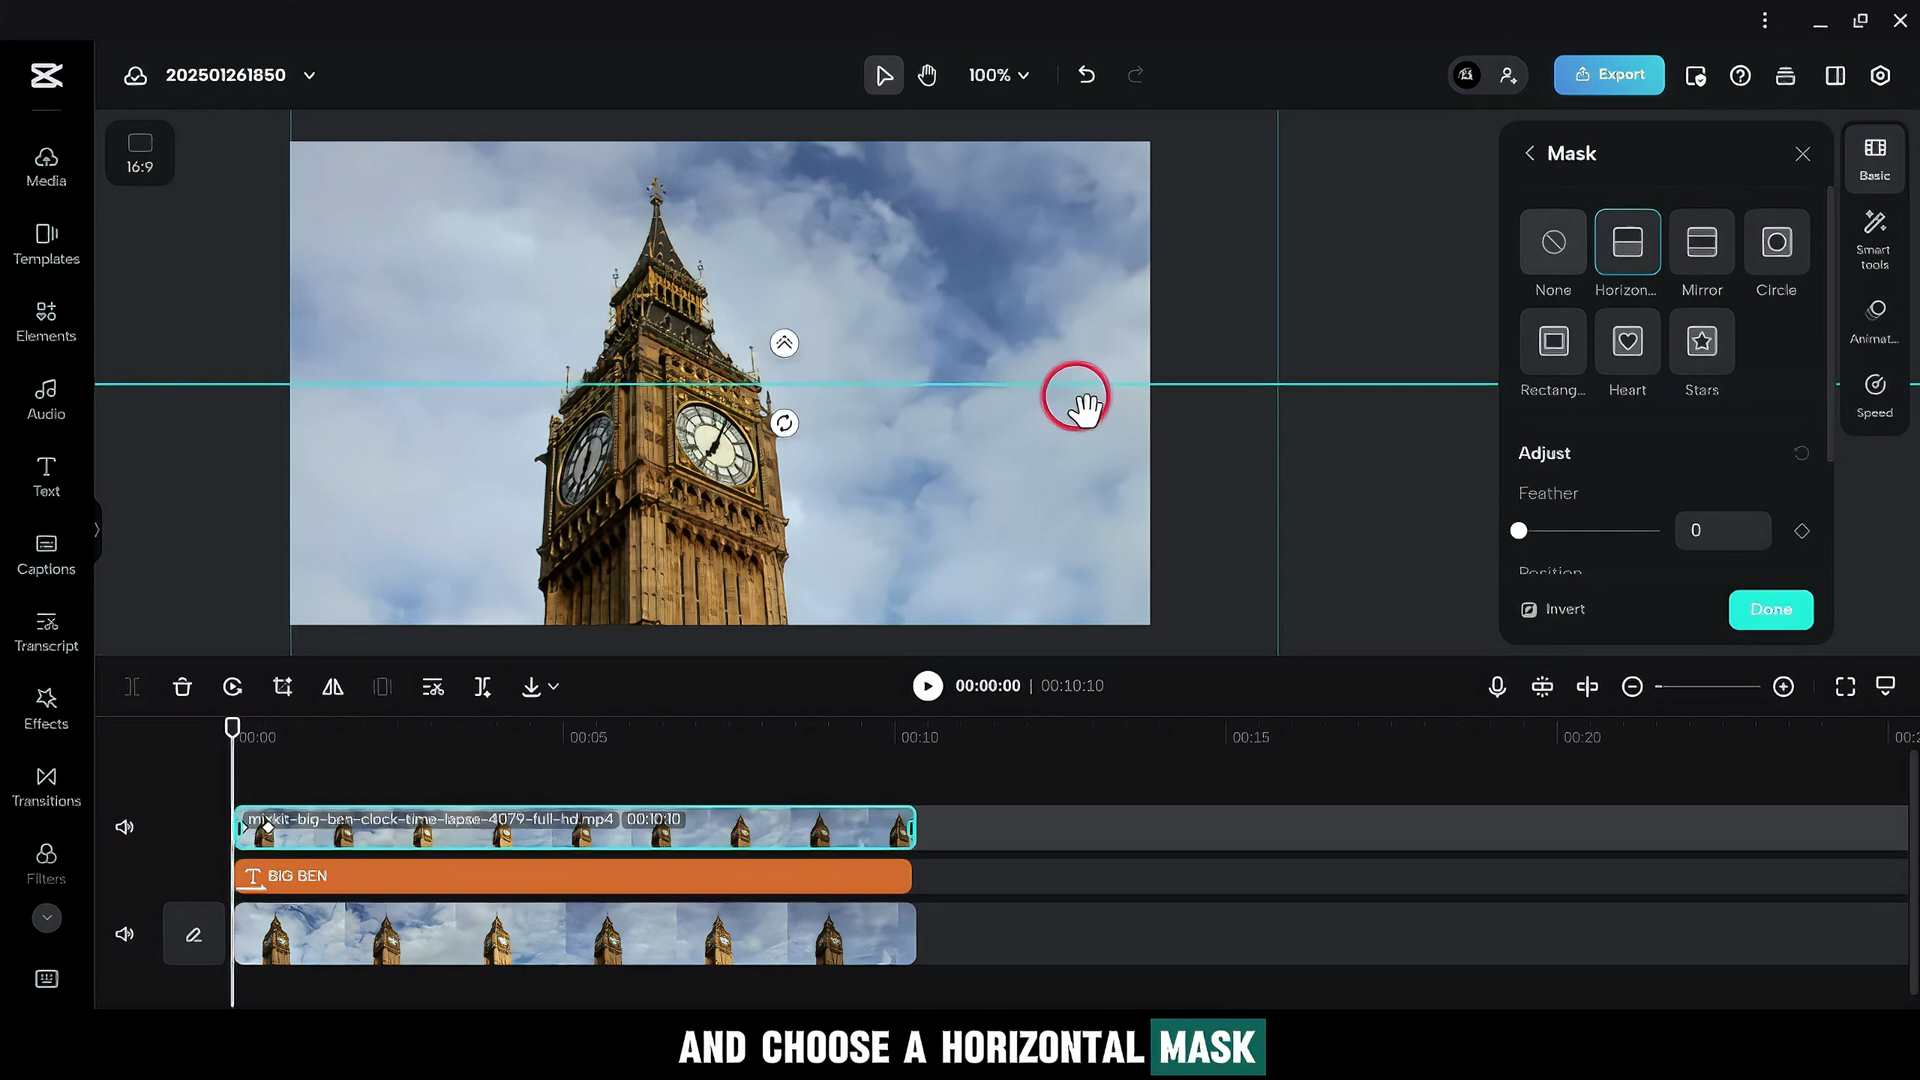 202501261850
100%
Export
16:9
Media
Templates
Elements
Audio
Text
Captions
Transcript
Effects
Transitions
Filters
Mask
None
Horizon...
Mirror
Circle
Rectang...
Heart
Stars
Adjust
Feather
0
Position
Invert
Done
Basic
Smart
tools
Animat...
Speed
00:00:00 | 00:10:10
00:00
00:05
00:10
00:15
00:20
mixkit-big-ben-clock-time-lapse-4079-full-hd.mp4 00:10:10
BIG BEN
AND CHOOSE A HORIZONTAL MASK